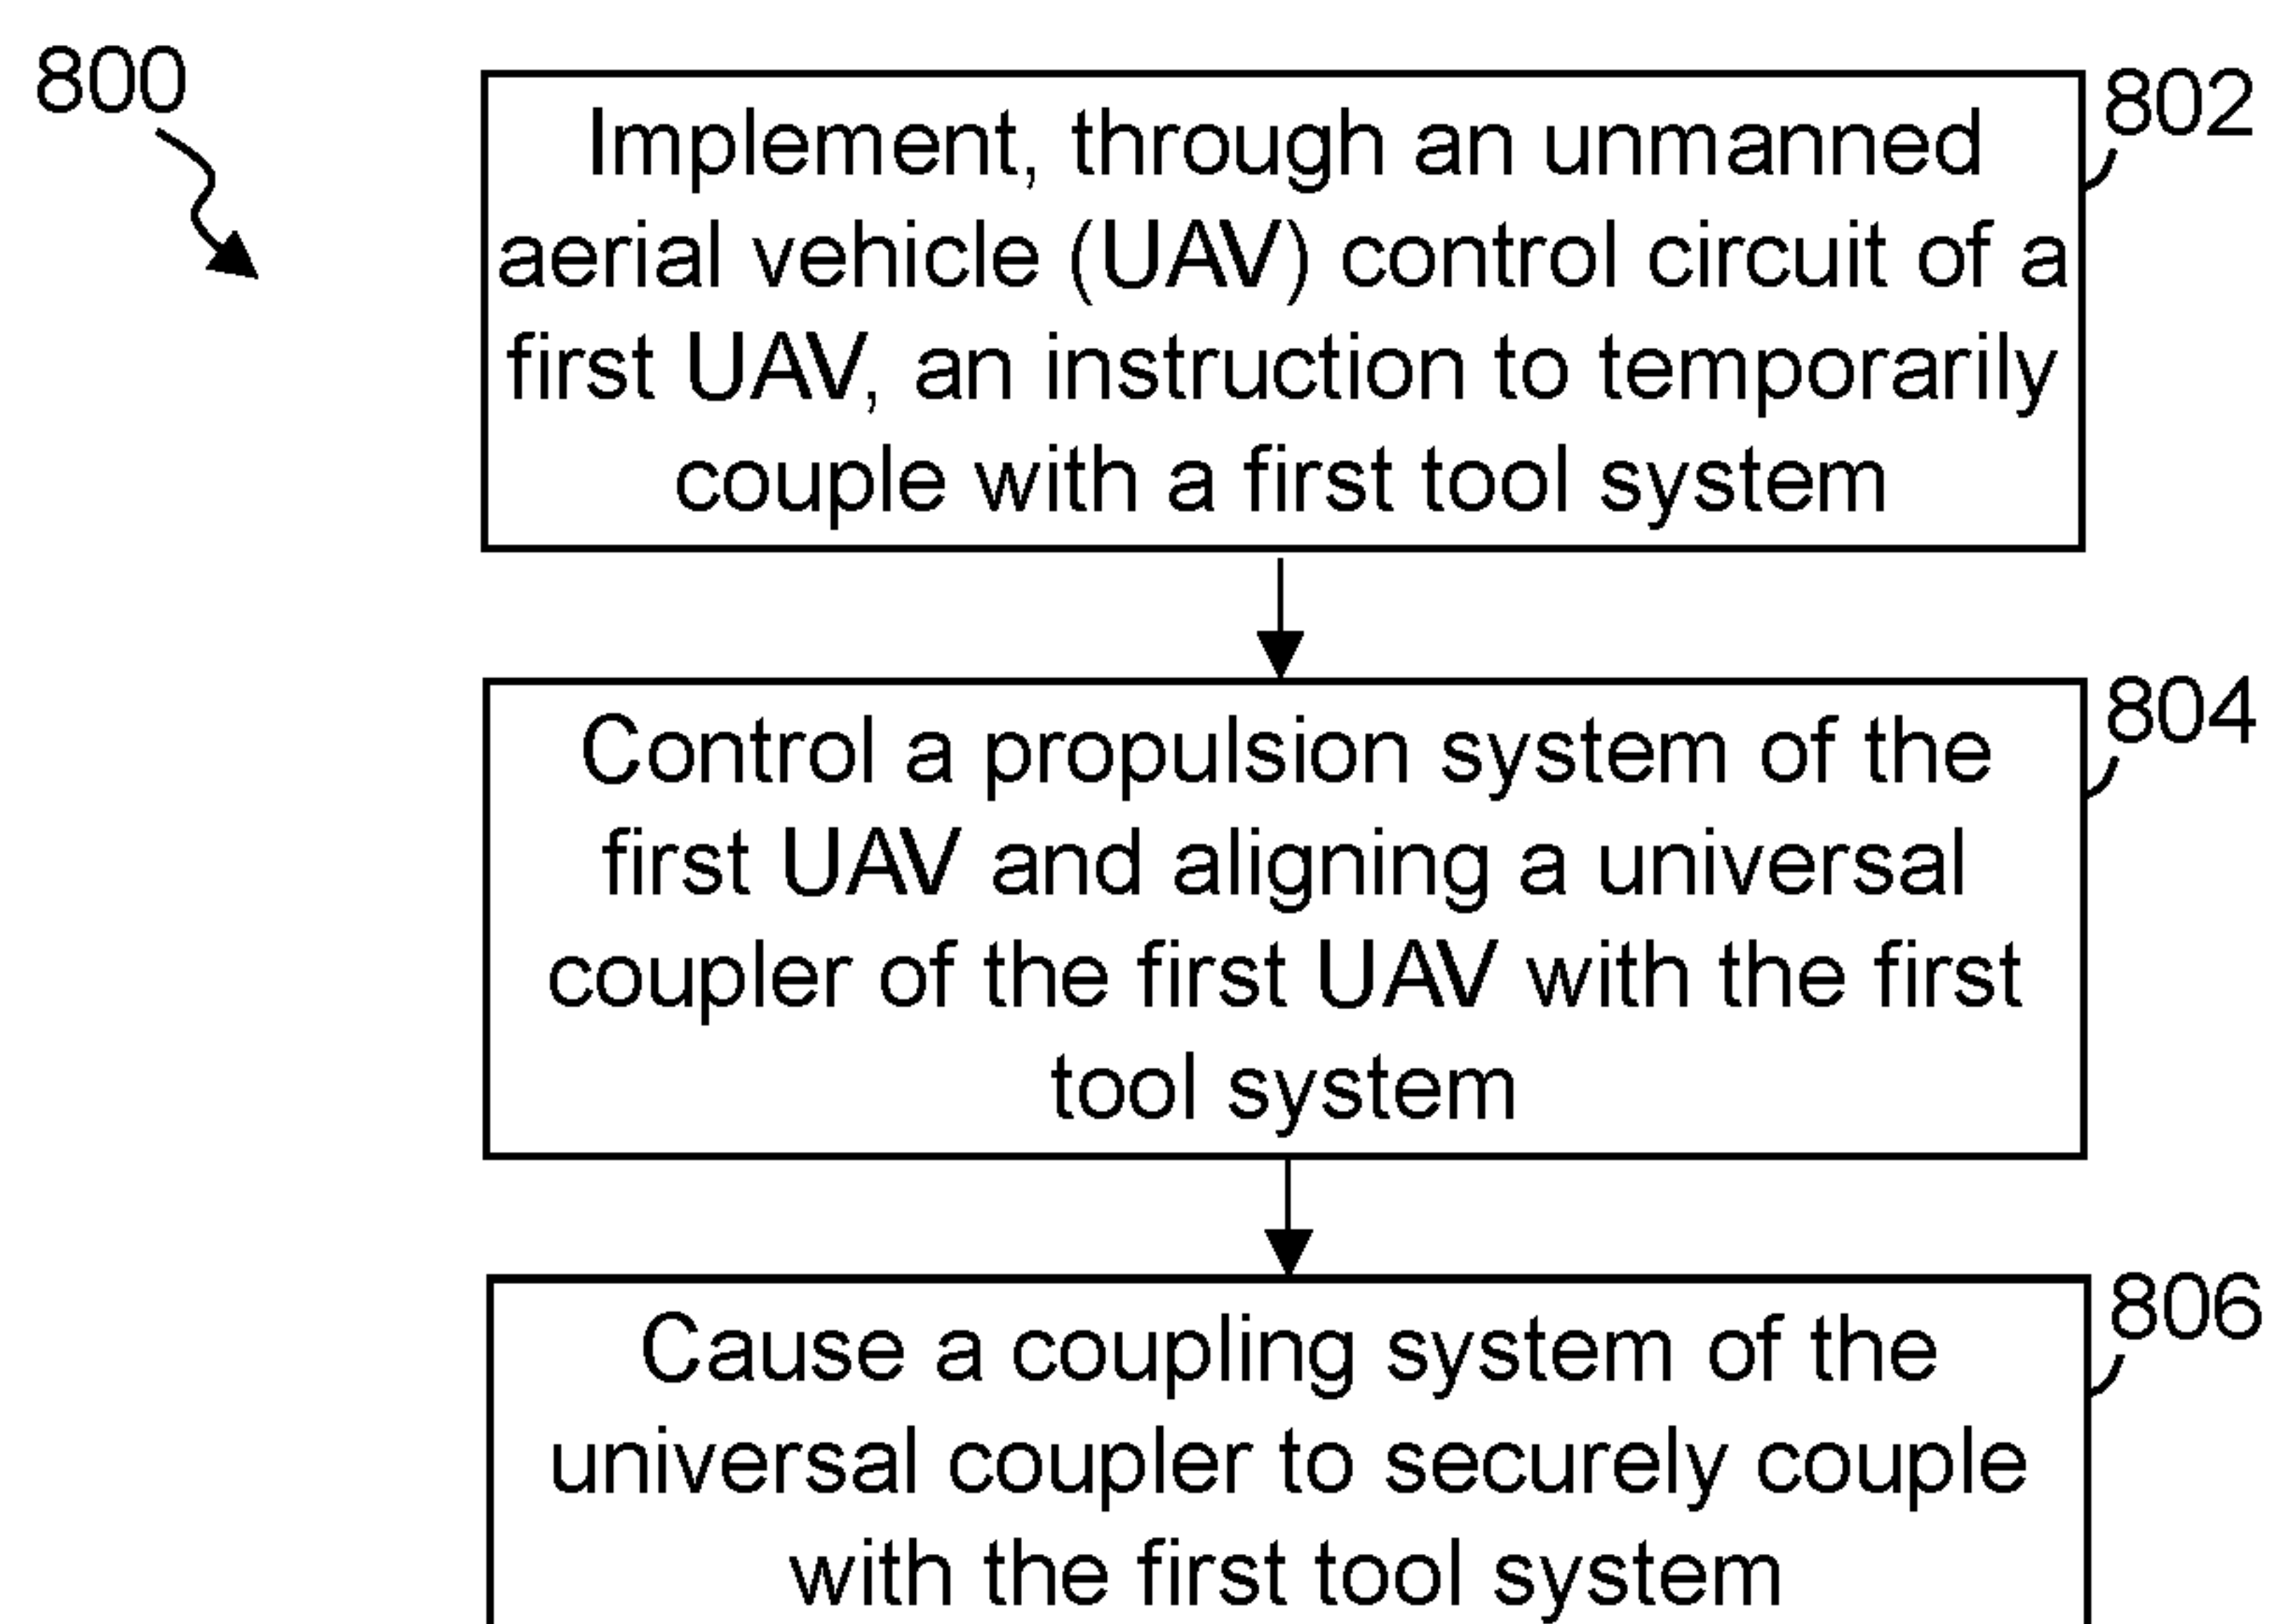 800
802
Implement, through an unmanned
aerial vehicle (UAV) control circuit of a
first UAV, an instruction to temporarily
couple with a first tool system
804
Control a propulsion system of the
first UAV and aligning a universal
coupler of the first UAV with the first
tool system
806
Cause a coupling system of the
universal coupler to securely couple
with the first tool system